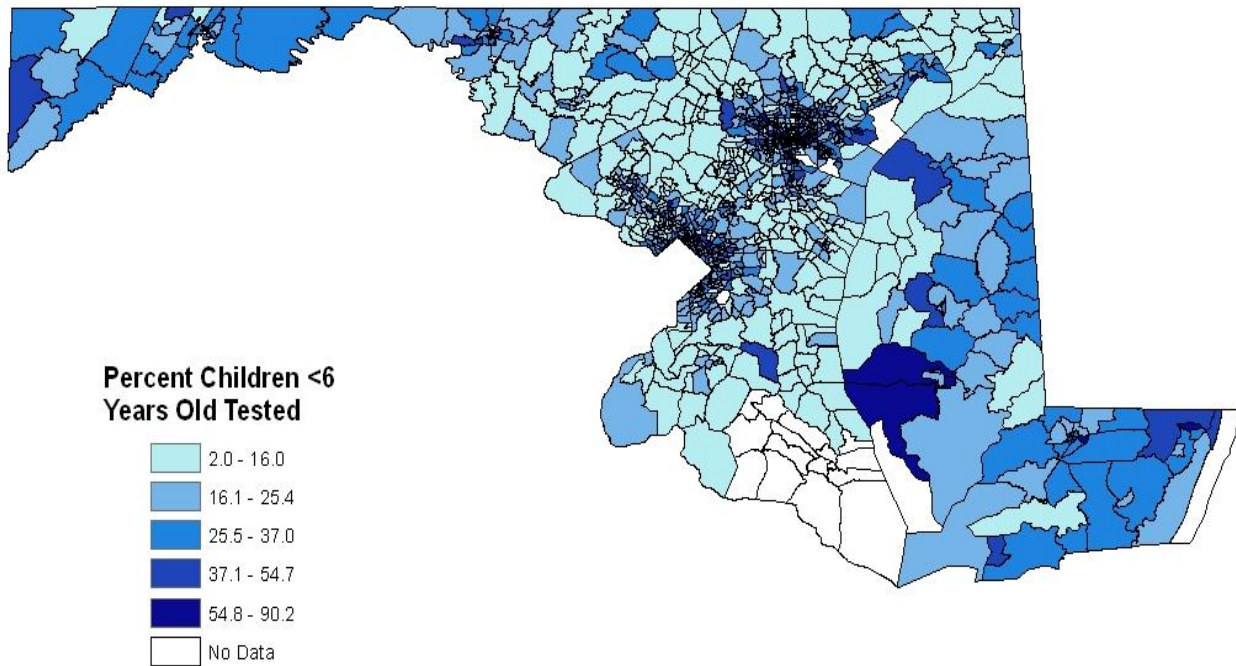 Percent Children <6
Years Old Tested
2.0 - 16.0
16.1 - 25.4
25.5 - 37.0
37.1 - 54.7
54.8 - 90.2
No Data